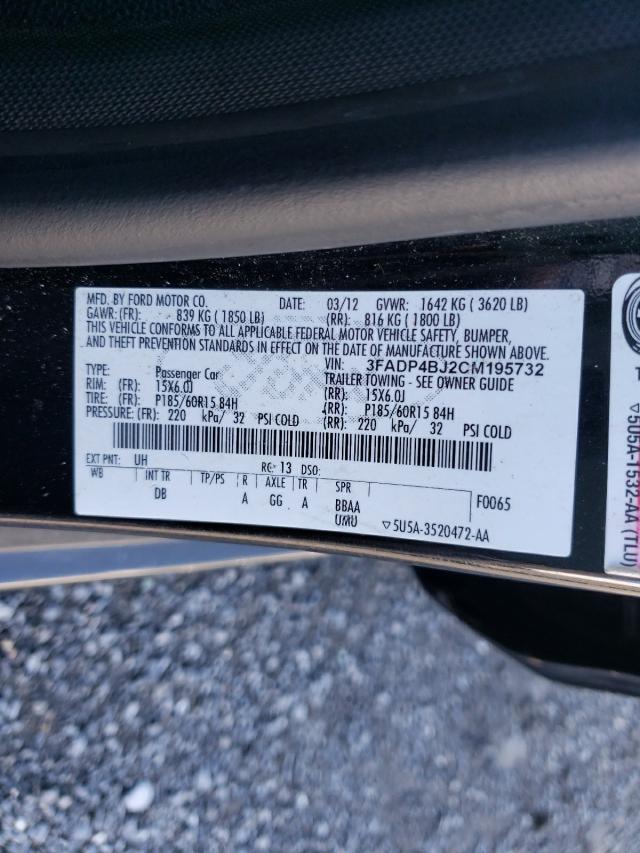 MFD. BY FORD MOTOR CO. DATE: 03/12 GVWR: 1642 KG ( 3620 LB)
GAWR: (FR): 839 KG ( 1850 LB) (RR): 816 KG ( 1800 LB)
THIS VEHICLE CONFORMS TO ALL APPLICABLE FEDERAL MOTOR VEHICLE SAFETY, BUMPER,
AND THEFT PREVENTION STANDARDS IN EFFECT ON THE DATE OF MANUFACTURE SHOWN ABOVE.
VIN: 3FADP4BJ2CM195732
TYPE: Passenger Car TRAILER TOWING - SEE OWNER GUIDE
RIM: (FR) 15X6.0J (RR): 15X6.0J
TIRE: (FR) P185/60R15 84H (RR): P185/60R15 84H
PRESSURE: (FR) 220 kPa/ 32 PSI COLD (RR): 220 kPa/ 32 PSI COLD
EXT PNT: UH RC: 13 DSO:
WB INT TR TP/PS R AXLE TR SPR
DB A GG A BBAA F0065
UMU ▽5U5A-3520472-AA
▽5U5A-1532-AA (TL0)